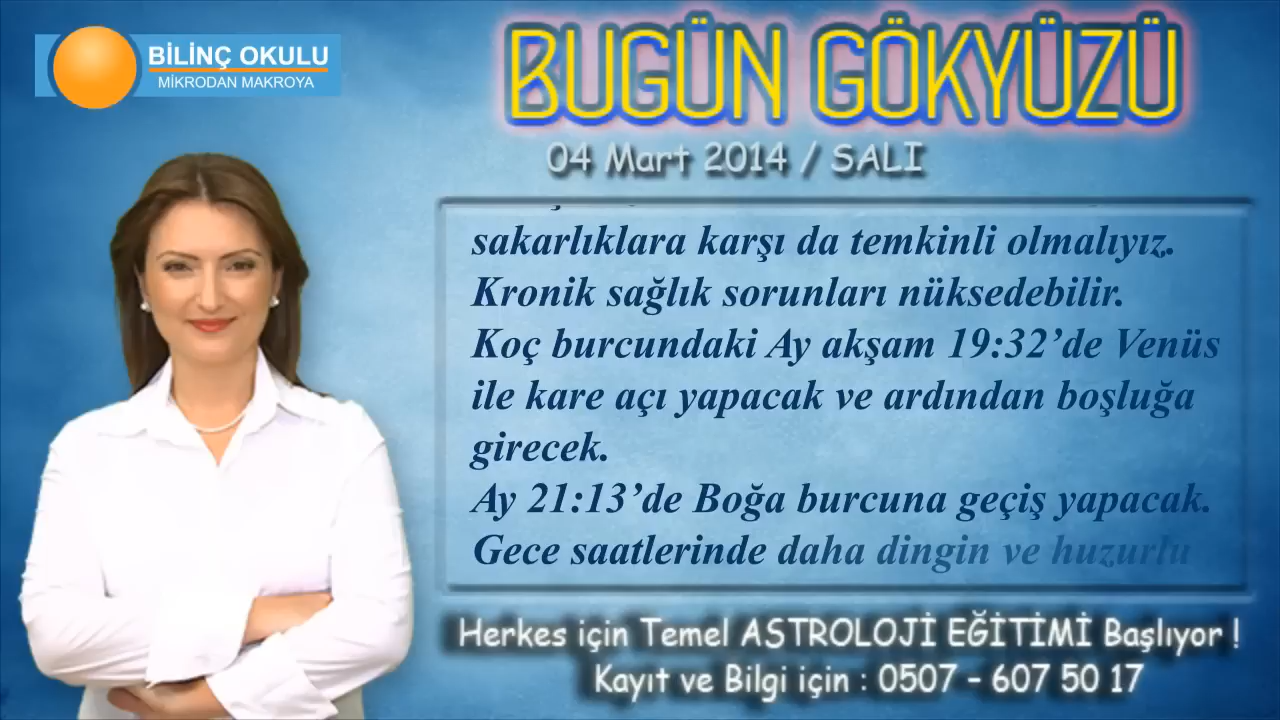 BİLİNÇ OKULU
MİKRODAN MAKROYA
BUGÜN GÖKYÜZÜ
04 Mart 2014 / SALI
sakarlıklara karşı da temkinli olmalıyız.
Kronik sağlık sorunları nüksedebilir.
Koç burcundaki Ay akşam 19:32’de Venüs
ile kare açı yapacak ve ardından boşluğa
girecek.
Ay 21:13’de Boğa burcuna geçiş yapacak.
Gece saatlerinde daha dingin ve huzurlu
Herkes için Temel ASTROLOJİ EĞİTİMİ Başlıyor !
Kayıt ve Bilgi için : 0507 – 607 50 17